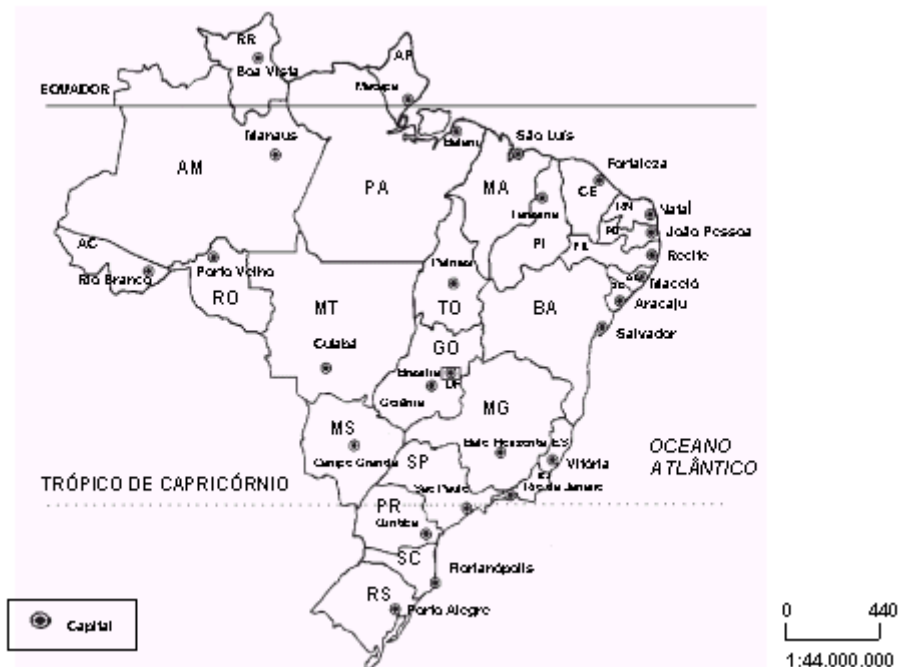 RR
Boa Vista
AP
Macapá
EQUADOR
Manaus
Belém
São Luís
Fortaleza
AM
PA
MA
CE
Teresina
RN
Natal
João Pessoa
AC
PI
PE
Recife
Rio Branco
Porto Velho
Palmas
Maceió
RO
MT
TO
BA
Aracaju
Salvador
Cuiabá
GO
Brasília
DF
Goiânia
MG
MS
Belo Horizonte
ES
OCEANO
ATLÂNTICO
Campo Grande
SP
Vitória
TRÓPICO DE CAPRICÓRNIO
São Paulo
Rio de Janeiro
PR
Curitiba
SC
Florianópolis
RS
Porto Alegre
Capital
0 440
1:44.000.000